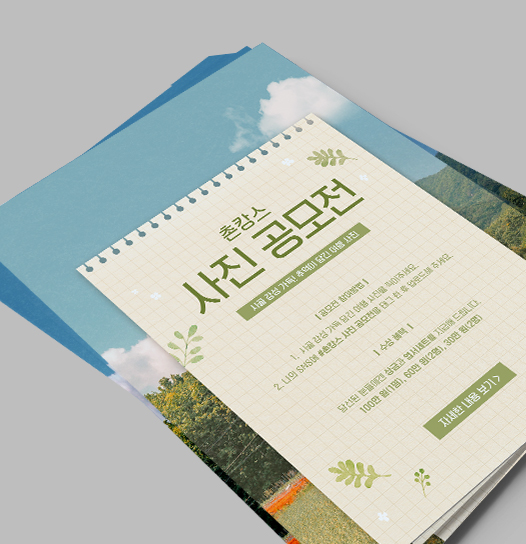 촌캉스
사진 공모전
시골 감성 가득! 추억이 담긴 여행 사진
| 공모전 참여방법 |
1. 시골 감성 가득 담긴 여행 사진을 찍어주세요.
2. 나의 SNS에 #촌캉스 사진 공모전을 태그 한 후 업로드해 주세요.
| 수상 혜택 |
당선된 분들에겐 상금과 엽서세트를 지급해 드립니다.
100만 원(1명), 60만 원(2명), 30만 원(2명)
자세한 내용 보기 >